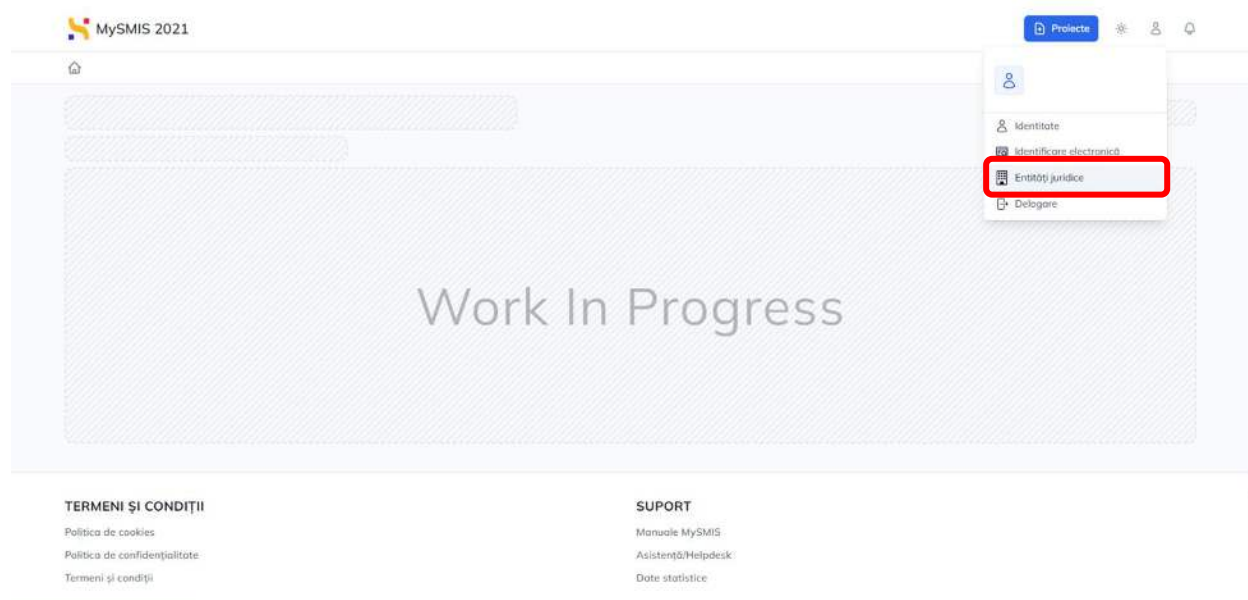 MySMIS 2021
Proiecte
Identitate
Identificare electronică
Entități juridice
Delogare
Work In Progress
TERMENI ȘI CONDIȚII
Politica de cookies
Politica de confidențialitate
Termeni și condiții
SUPORT
Manuale MySMIS
Asistență/Helpdesk
Date statistice